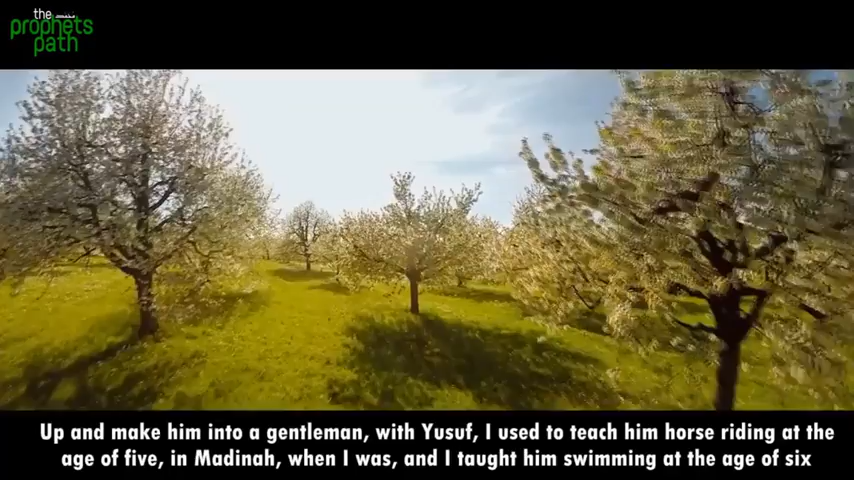 the
prophets
path
Up and make him into a gentleman, with Yusuf, I used to teach him horse riding at the
age of five, in Madinah, when I was, and I taught him swimming at the age of six